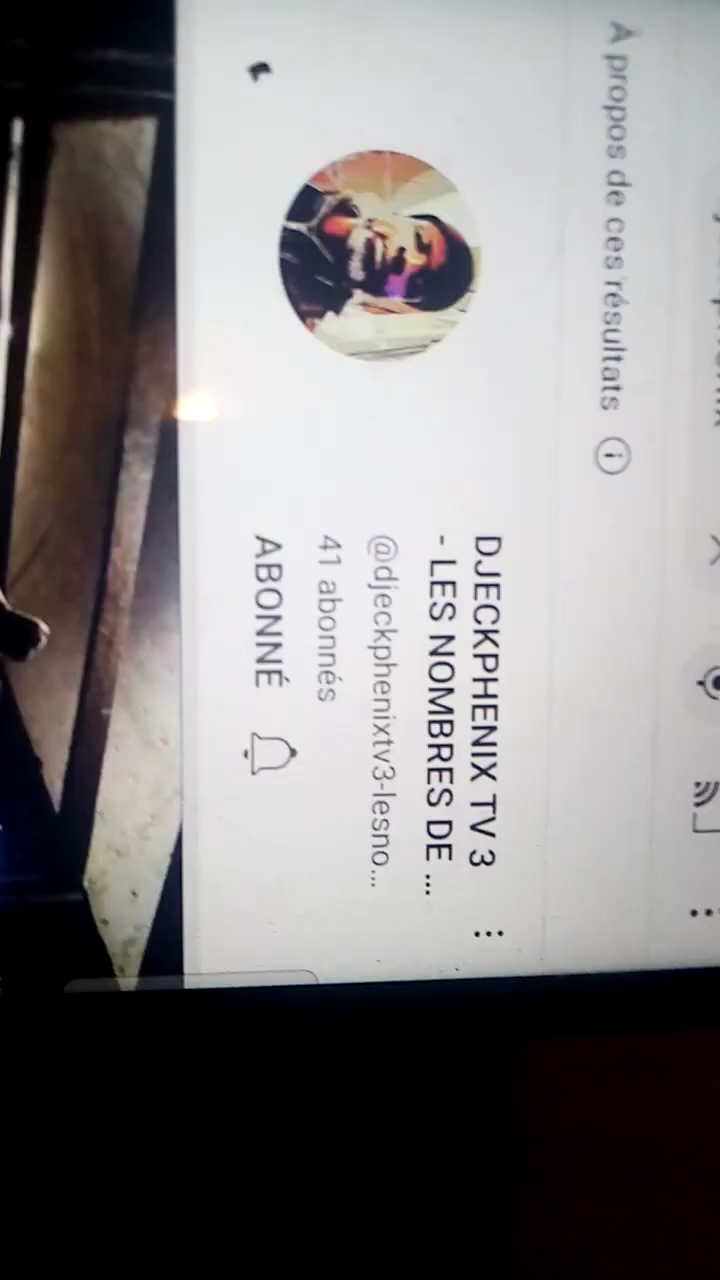 À propos de ces résultats
DJECKPHENIX TV 3
- LES NOMBRES DE ...
@djeckphenixtv3-lesno...
41 abonnés
ABONNÉ